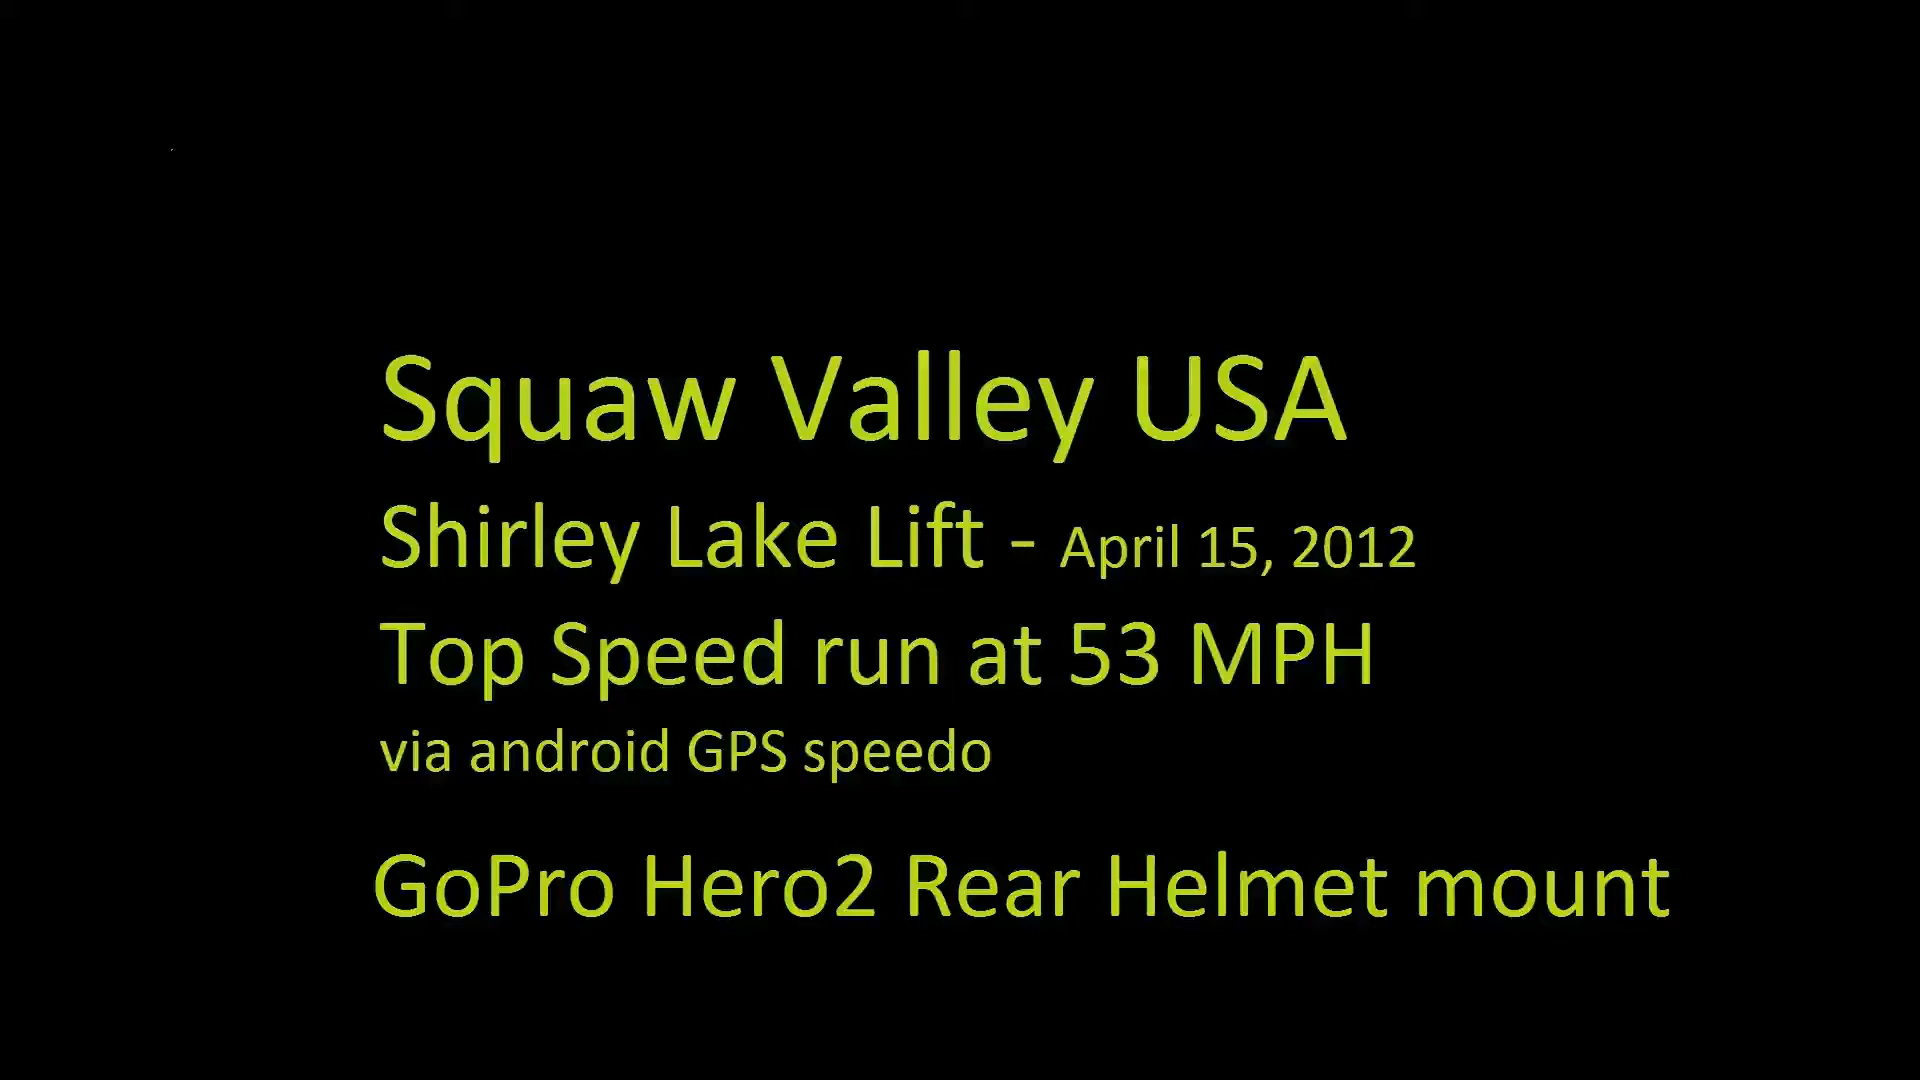 Squaw Valley USA
Shirley Lake Lift - April 15, 2012
Top Speed run at 53 MPH
via android GPS speedo
GoPro Hero2 Rear Helmet mount